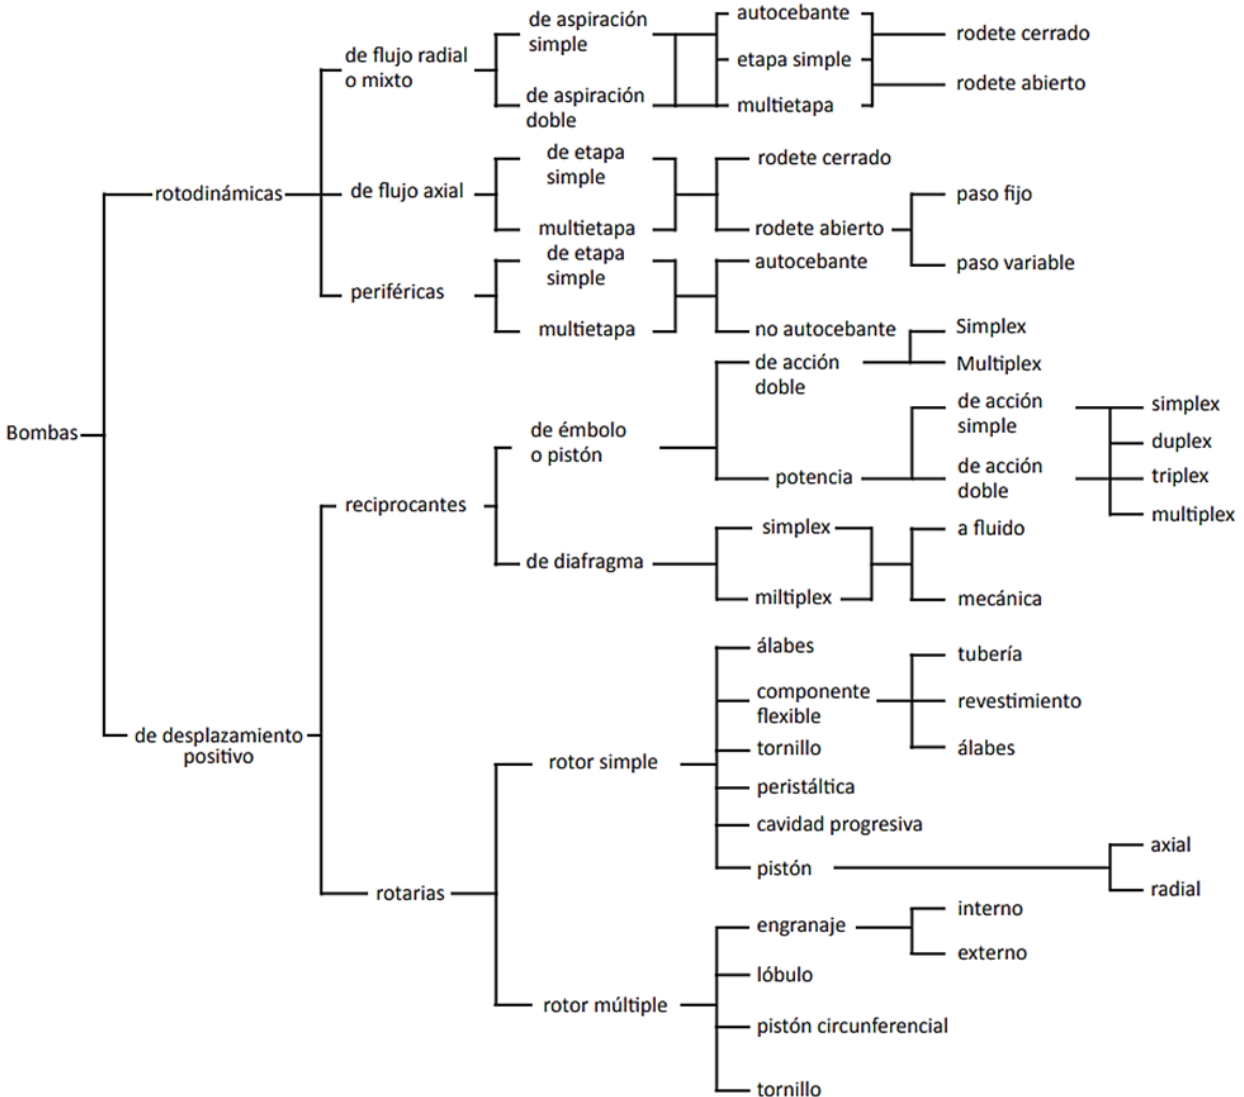 de aspiración
simple
autocebante
rodete cerrado
de flujo radial
o mixto
etapa simple
rodete abierto
de aspiración
doble
multietapa
de etapa
simple
rodete cerrado
rotodinámicas
de flujo axial
paso fijo
multietapa
rodete abierto
de etapa
simple
autocebante
paso variable
periféricas
multietapa
no autocebante
Simplex
de acción
doble
Multiplex
Bombas
de émbolo
o pistón
de acción
simple
simplex
duplex
potencia
de acción
doble
triplex
multiplex
reciprocantes
simplex
a fluido
de diafragma
miltiplex
mecánica
álabes
tubería
componente
flexible
revestimiento
de desplazamiento
positivo
tornillo
álabes
rotor simple
peristáltica
cavidad progresiva
pistón
axial
radial
rotarias
engranaje
interno
externo
lóbulo
rotor múltiple
pistón circunferencial
tornillo